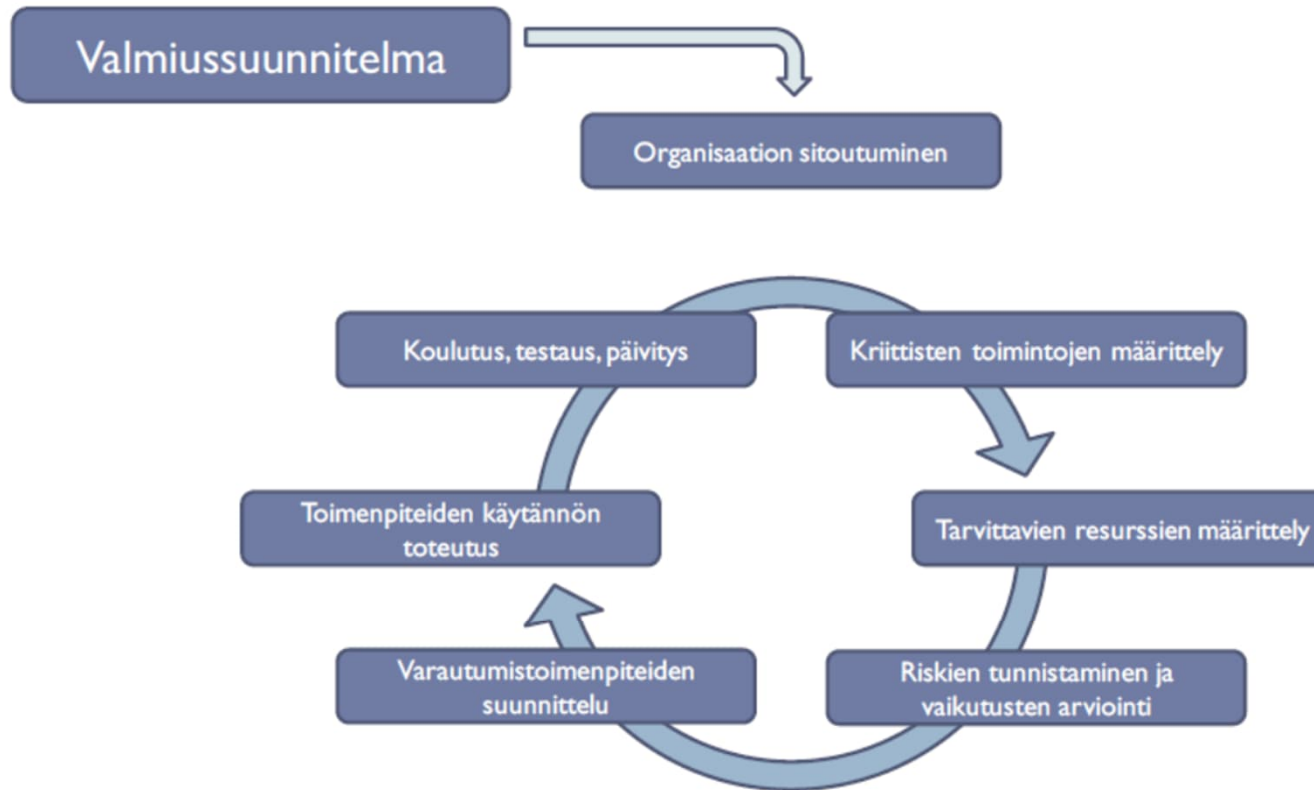 Valmiussuunnitelma
Organisaation sitoutuminen
Koulutus, testaus, päivitys
Kriittisten toimintojen määrittely
Toimenpiteiden käytännön
toteutus
Tarvittavien resurssien määrittely
Varautumistoimenpiteiden
suunnittelu
Riskien tunnistaminen ja
vaikutusten arviointi